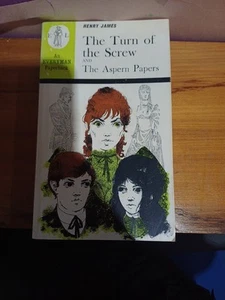 HENRY JAMES
The Turn of
the Screw
AND
The Aspern Papers
E L
An
EVERYMAN
Paperback